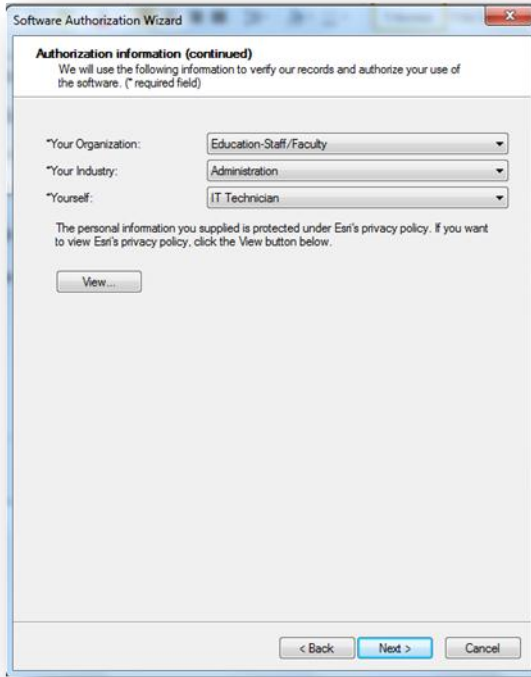 Software Authorization Wizard
Authorization information (continued)
We will use the following information to verify our records and authorize your use of
the software. (* required field)
*Your Organization:
Education-Staff/Faculty
*Your Industry:
Administration
*Yourself:
IT Technician
The personal information you supplied is protected under Esri's privacy policy. If you want
to view Esri's privacy policy, click the View button below.
View...
< Back
Next >
Cancel